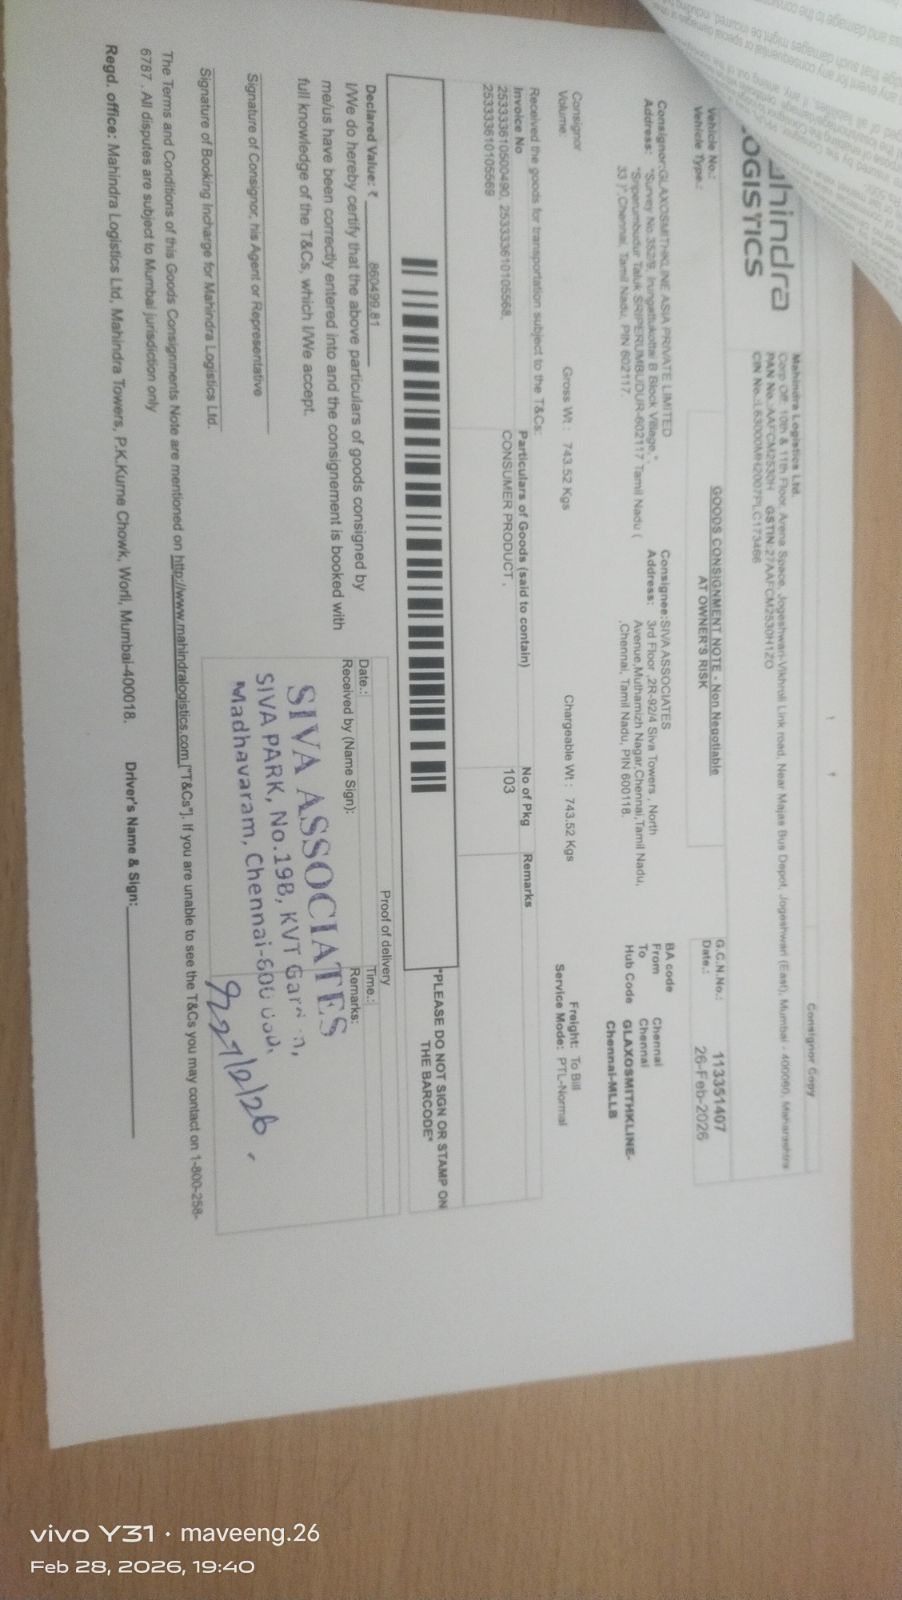 Consignor Copy
hindra
OGISTICS
Mahindra Logistics Ltd.
Corp Off: 10th & 11th Floor, Arena Space, Jogeshwari-Vikhroli Link road, Near Majas Bus Depot, Jogeshwari (East), Mumbai - 400060, Maharashtra
PAN No.:AAFCM2530H GSTIN:27AAFCM2530H1ZO
CIN No.:L63000MH2007PLC173466
Vehicle No.:
Vehicle Type.:
GOODS CONSIGNMENT NOTE - Non Negotiable
AT OWNER'S RISK
G.C.N.No.: 113351407
Date.: 26-Feb-2026
Consignor:GLAXOSMITHKLINE ASIA PRIVATE LIMITED
Address: "Survey No.352/9, Irungattukottai B Block Village,",
"Sriperumbudur Taluk SRIPERUMBUDUR-602117 Tamil Nadu (
33 )",Chennai, Tamil Nadu, PIN 602117.
Consignee:SIVA ASSOCIATES
Address: 3rd Floor ,2R-92/4 Siva Towers , North
Avenue,Muthamizh Nagar,Chennai,Tamil Nadu,
,Chennai, Tamil Nadu, PIN 600118.
BA code
From Chennai
To Chennai
Hub Code GLAXOSMITHKLINE-
Chennai-MLLB
Consignor
Volume:
Gross Wt : 743.52 Kgs
Chargeable Wt : 743.52 Kgs
Freight: To Bill
Service Mode: PTL-Normal
Received the goods for transportation subject to the T&Cs:
Invoice No Particulars of Goods (said to contain) No of Pkg Remarks
2533336100490, 2533336101055568, CONSUMER PRODUCT , 103
"PLEASE DO NOT SIGN OR STAMP ON
THE BARCODE"
Declared Value: ₹ 860499.81
I/We do hereby certify that the above particulars of goods consigned by
me/us have been correctly entered into and the consignement is booked with
full knowledge of the T&Cs, which I/We accept.
Signature of Consignor, his Agent or Representative
Signature of Booking Incharge for Mahindra Logistics Ltd.
Proof of delivery
Date.: Time.:
Received by (Name Sign): Remarks:
SIVA ASSOCIATES
SIVA PARK, No.19B, KVT
Madhavaram, Chennai-600
The Terms and Conditions of this Goods Consignments Note are mentioned on http://www.mahindralogistics.com ["T&Cs"]. If you are unable to see the T&Cs you may contact on 1-800-258-
6787 . All disputes are subject to Mumbai jurisdiction only
Regd. office: Mahindra Logistics Ltd, Mahindra Towers, P.K.Kurne Chowk, Worli, Mumbai-400018. Driver's Name & Sign:
vivo Y31 · maveeng.26
Feb 28, 2026, 19:40